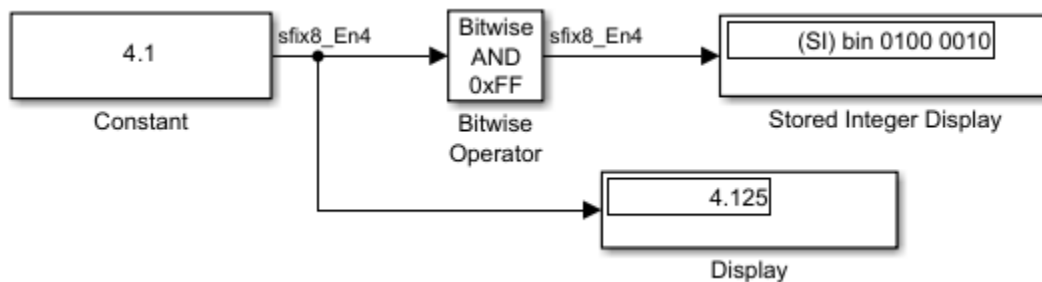 4.1
Constant
sfix8_En4
Bitwise
AND
0xFF
Bitwise
Operator
sfix8_En4
(SI) bin 0100 0010
Stored Integer Display
4.125
Display